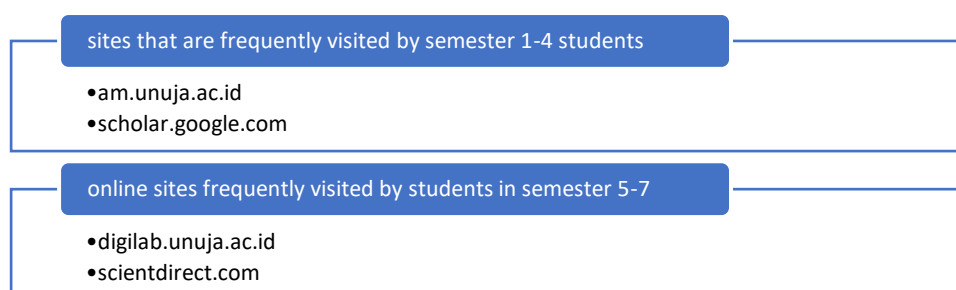 sites that are frequently visited by semester 1-4 students
•am.unuja.ac.id
•scholar.google.com
online sites frequently visited by students in semester 5-7
•digilab.unuja.ac.id
•scientdirect.com